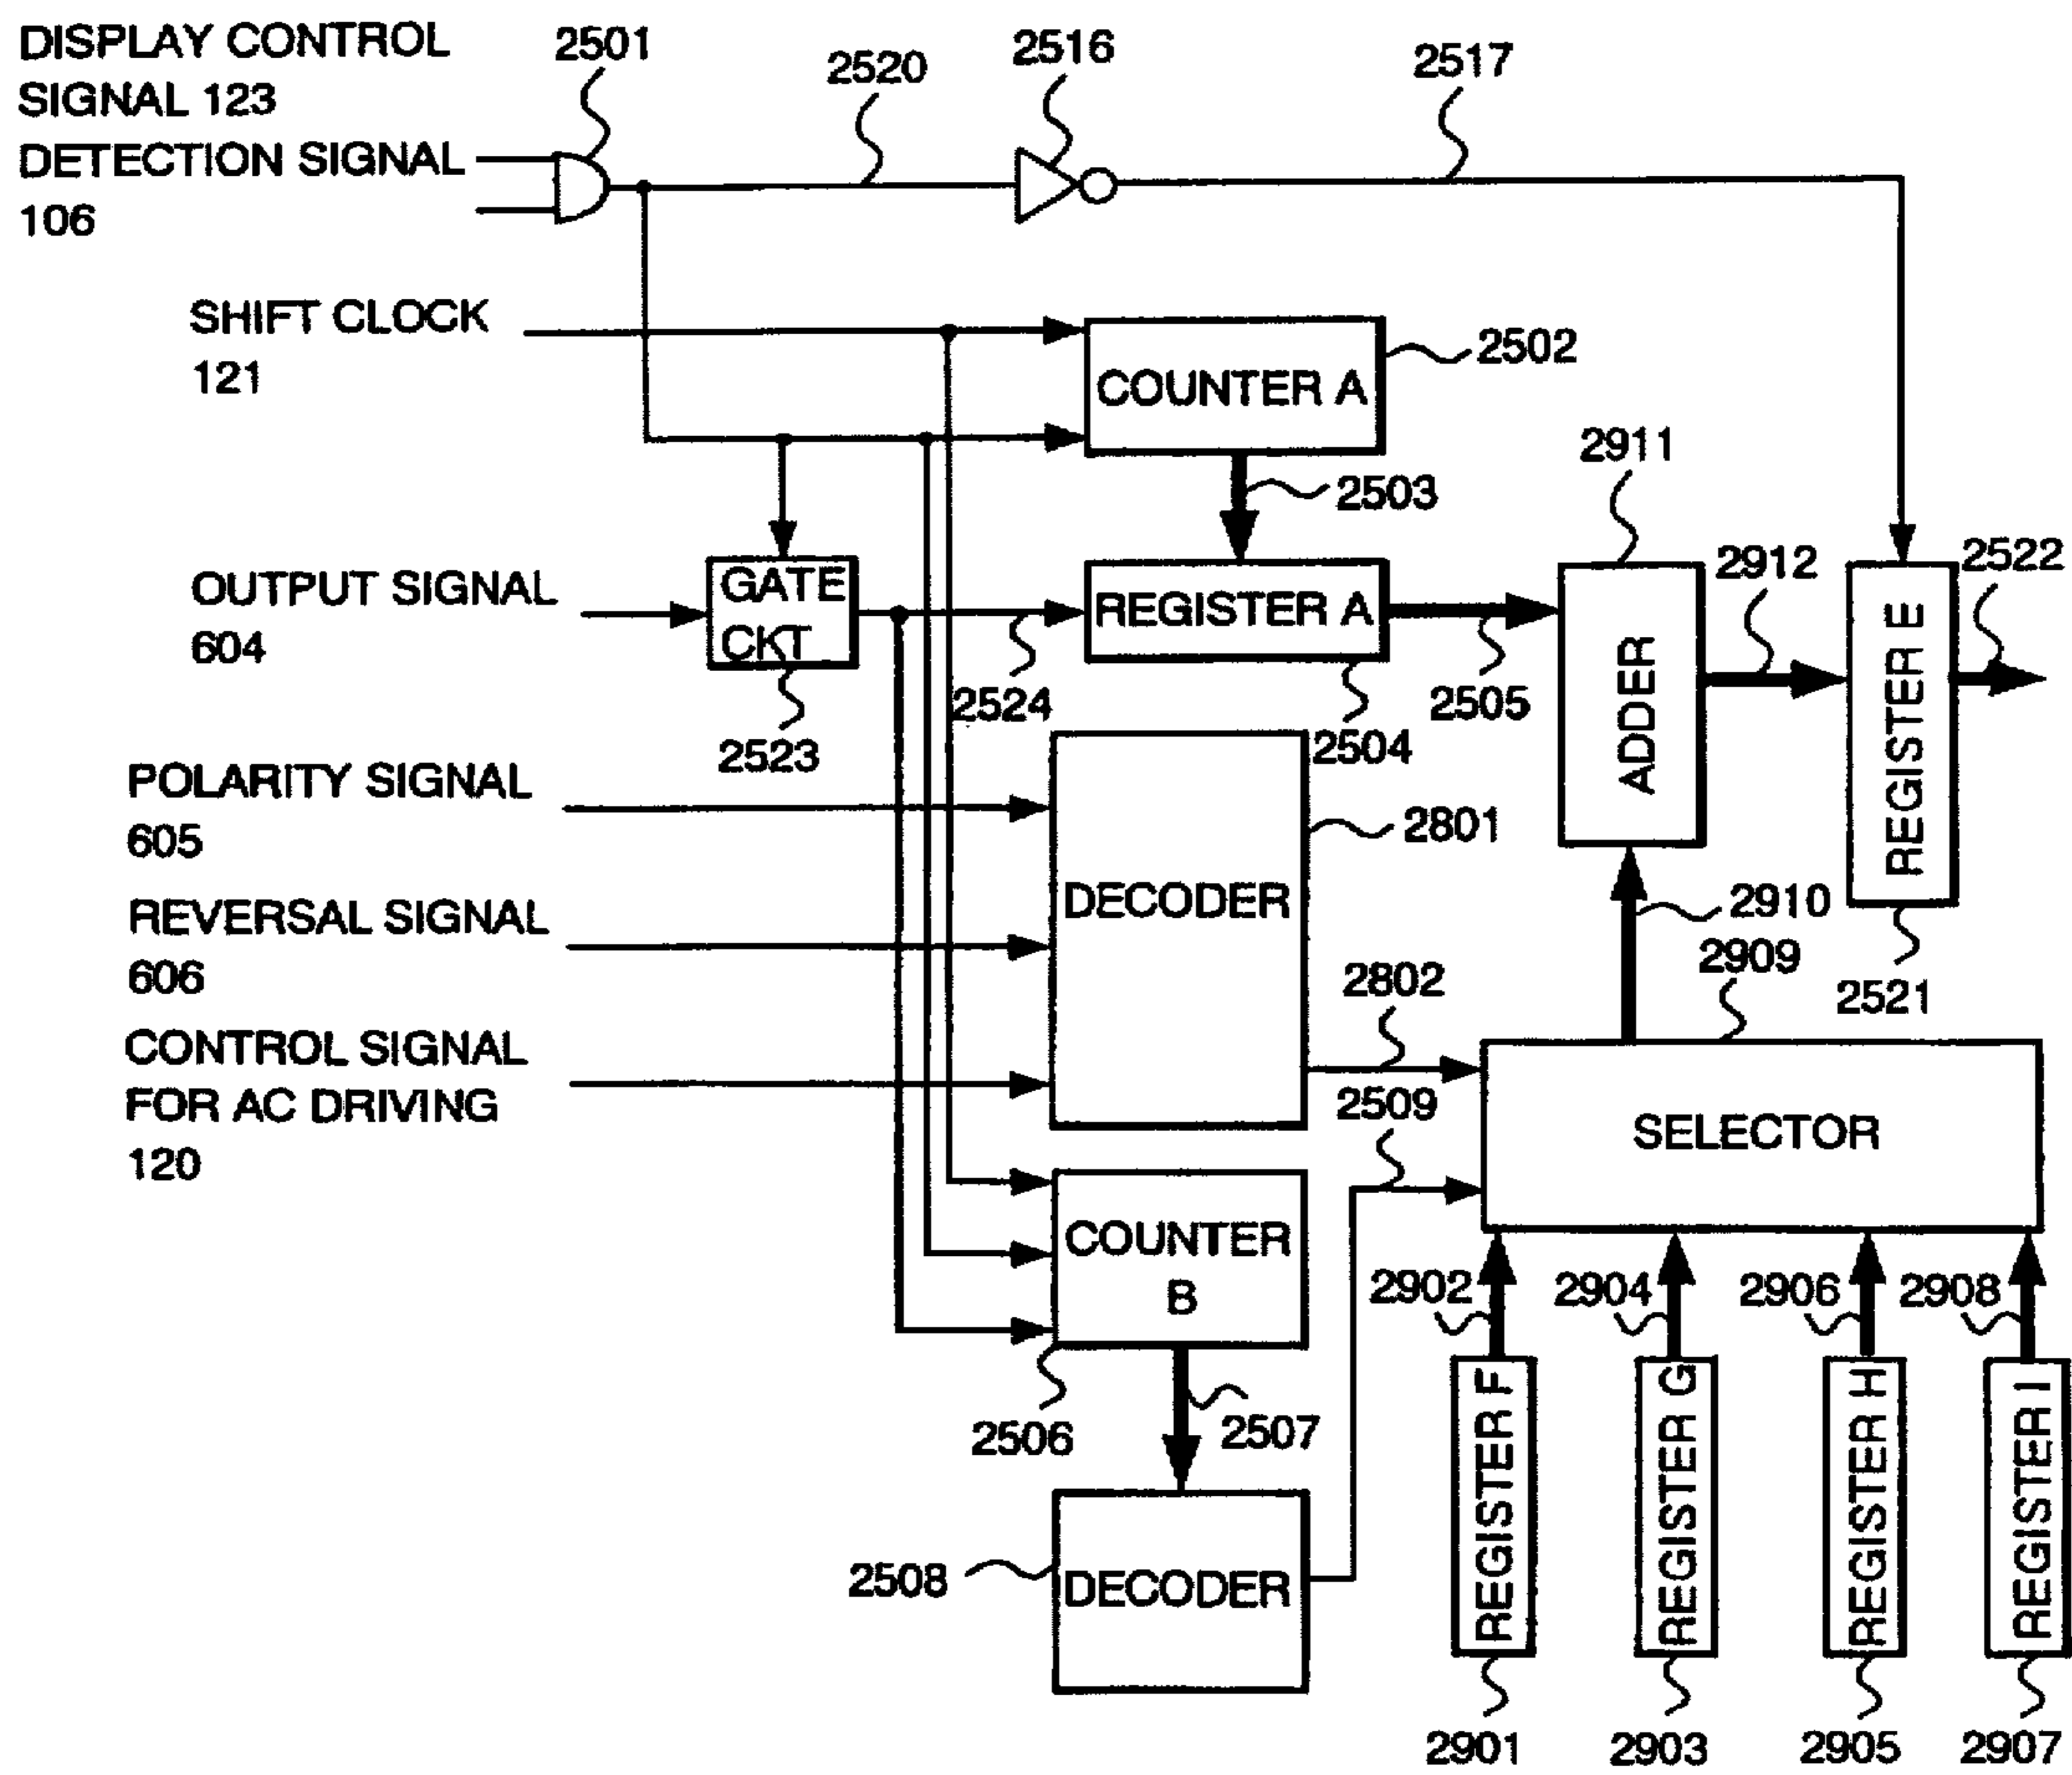 DISPLAY CONTROL
SIGNAL 123
DETECTION SIGNAL
106
2501
2520
2516
2517
SHIFT CLOCK
121
COUNTER A
2502
2503
2911
OUTPUT SIGNAL
604
GATE
CKT
2523
2524
REGISTER A
2504
2505
ADDER
2912
REGISTER E
2522
2521
POLARITY SIGNAL
605
REVERSAL SIGNAL
606
CONTROL SIGNAL
FOR AC DRIVING
120
DECODER
2801
2910
2909
2802
2509
SELECTOR
COUNTER
B
2506
2507
2508
DECODER
2902
2904
2906
2908
REGISTER F
REGISTER G
REGISTER H
REGISTER I
2901
2903
2905
2907